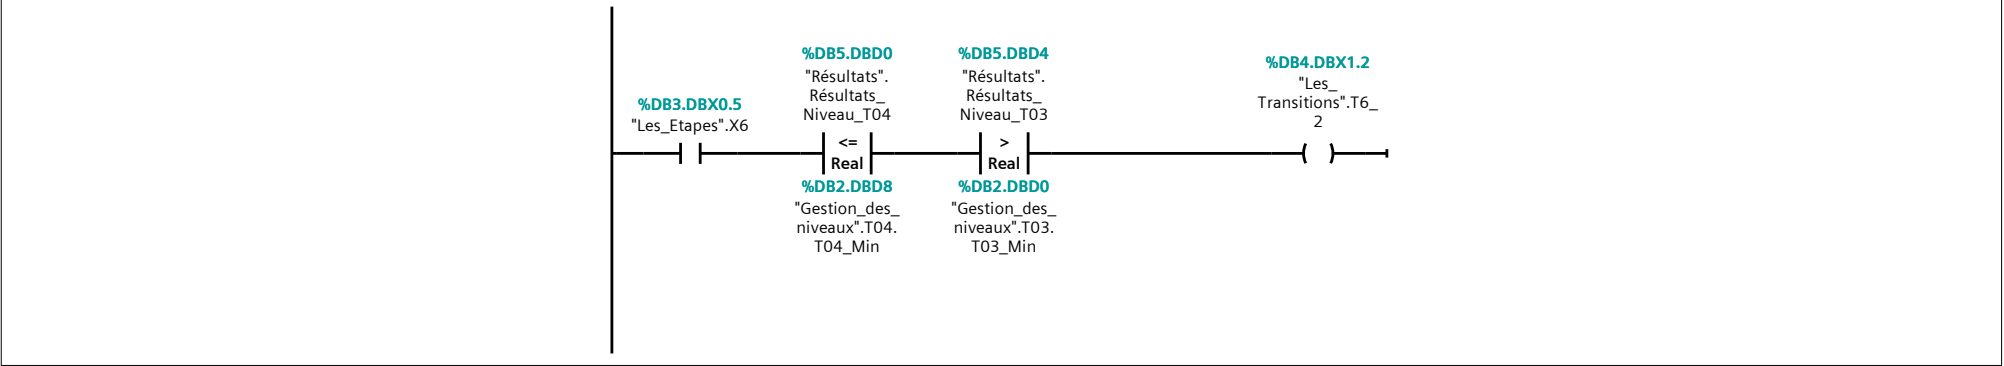 %DB3.DBX0.5
"Les_Etapes".X6
%DB5.DBD0
"Résultats".
Résultats_
Niveau_T04
<=
Real
%DB2.DBD8
"Gestion_des_
niveaux".T04.
T04_Min
%DB5.DBD4
"Résultats".
Résultats_
Niveau_T03
>
Real
%DB2.DBD0
"Gestion_des_
niveaux".T03.
T03_Min
%DB4.DBX1.2
"Les_
Transitions".T6_
2